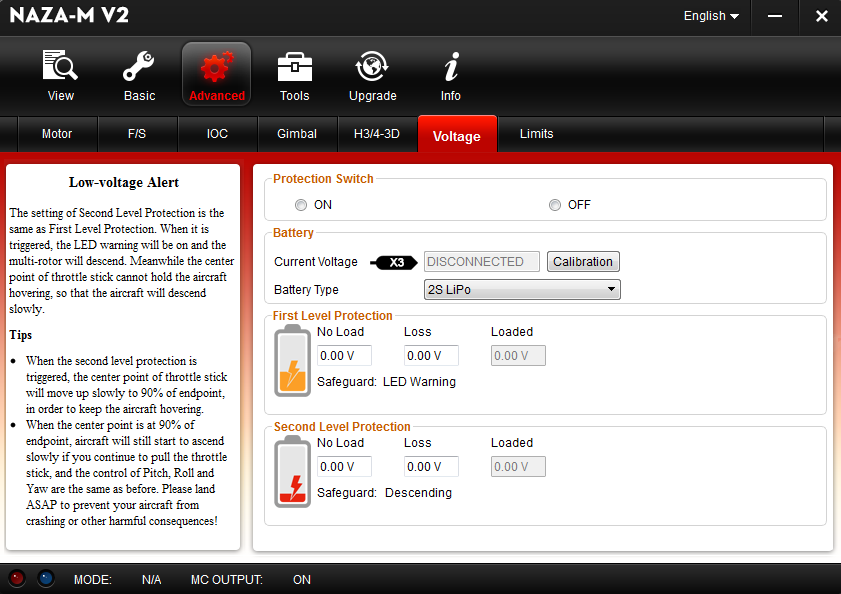 NAZA-M V2
English
View
Basic
Advanced
Tools
Upgrade
Info
Motor
F/S
IOC
Gimbal
H3/4-3D
Voltage
Limits
Low-voltage Alert
The setting of Second Level Protection is the
same as First Level Protection. When it is
triggered, the LED warning will be on and the
multi-rotor will descend. Meanwhile the center
point of throttle stick cannot hold the aircraft
hovering, so that the aircraft will descend
slowly.
Tips
• When the second level protection is
triggered, the center point of throttle stick
will move up slowly to 90% of endpoint,
in order to keep the aircraft hovering.
• When the center point is at 90% of
endpoint, aircraft will still start to ascend
slowly if you continue to pull the throttle
stick, and the control of Pitch, Roll and
Yaw are the same as before. Please land
ASAP to prevent your aircraft from
crashing or other harmful consequences!
Protection Switch
ON
OFF
Battery
Current Voltage X3 DISCONNECTED Calibration
Battery Type 2S LiPo
First Level Protection
No Load Loss Loaded
0.00 V 0.00 V 0.00 V
Safeguard: LED Warning
Second Level Protection
No Load Loss Loaded
0.00 V 0.00 V 0.00 V
Safeguard: Descending
MODE: N/A MC OUTPUT: ON